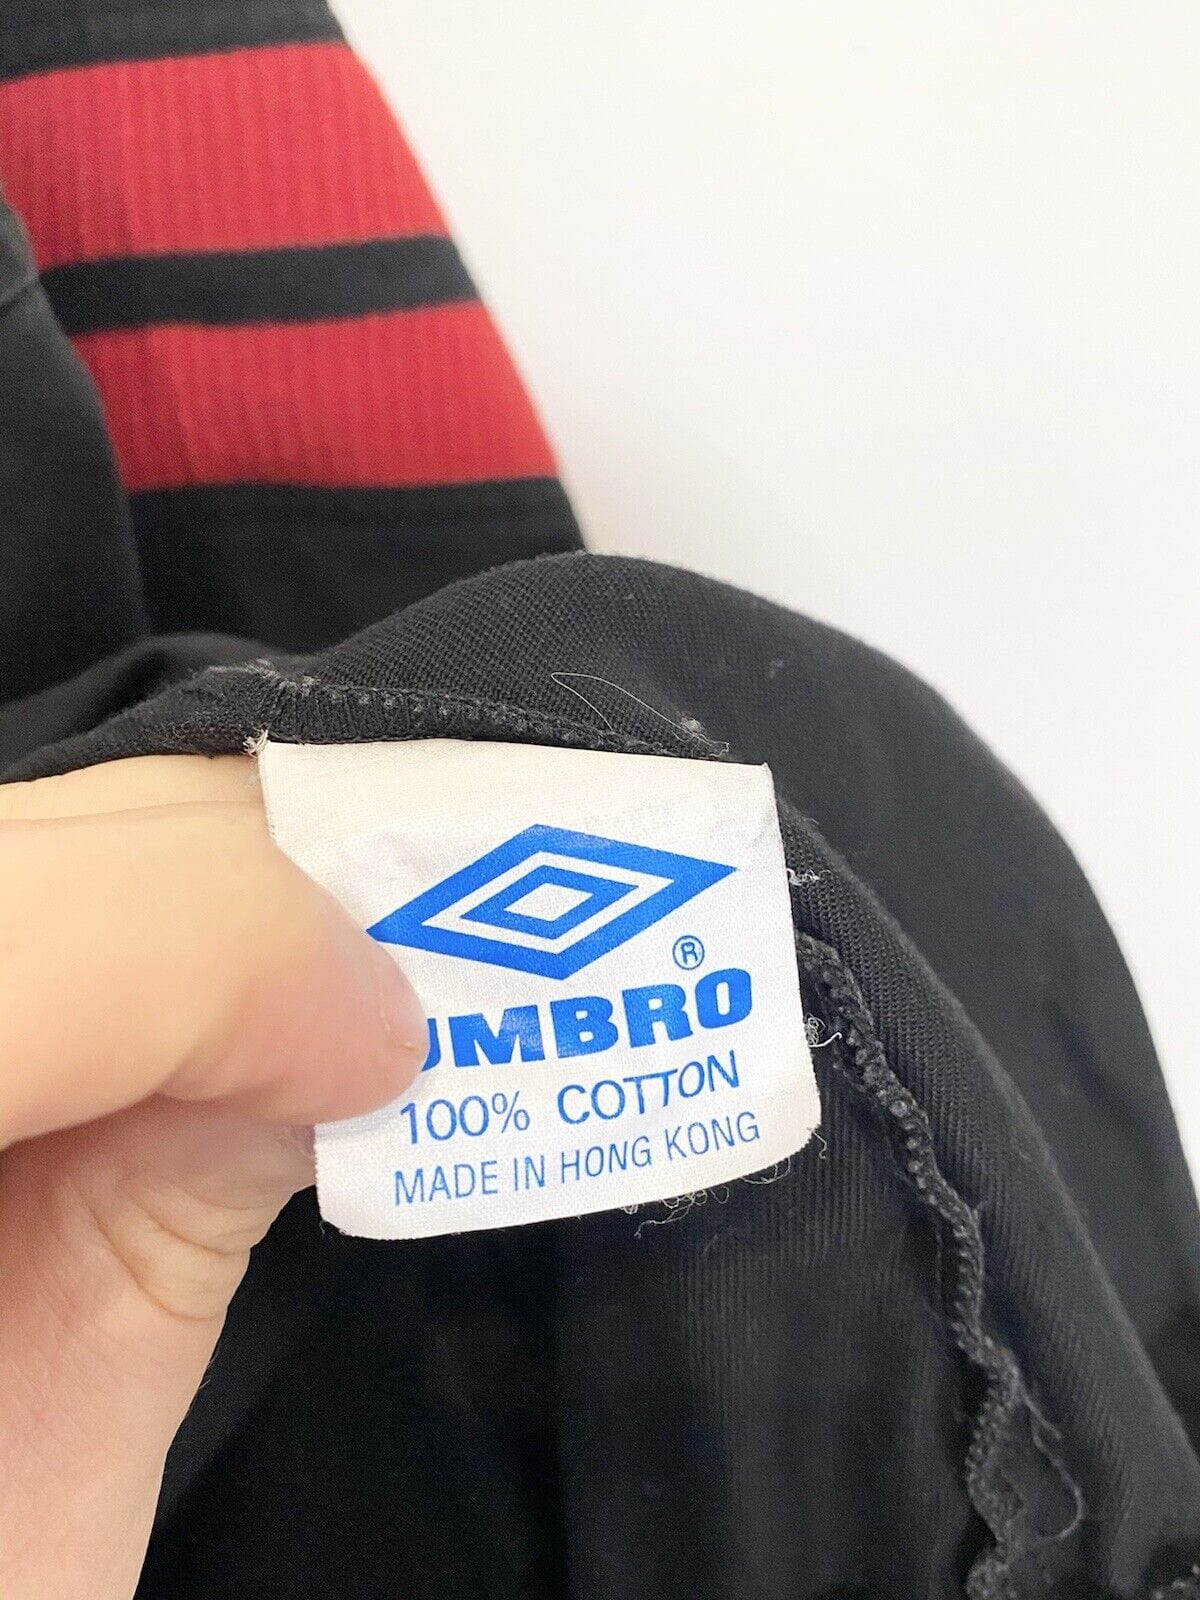 ®
UMBRO
100% COTTON
MADE IN HONG KONG